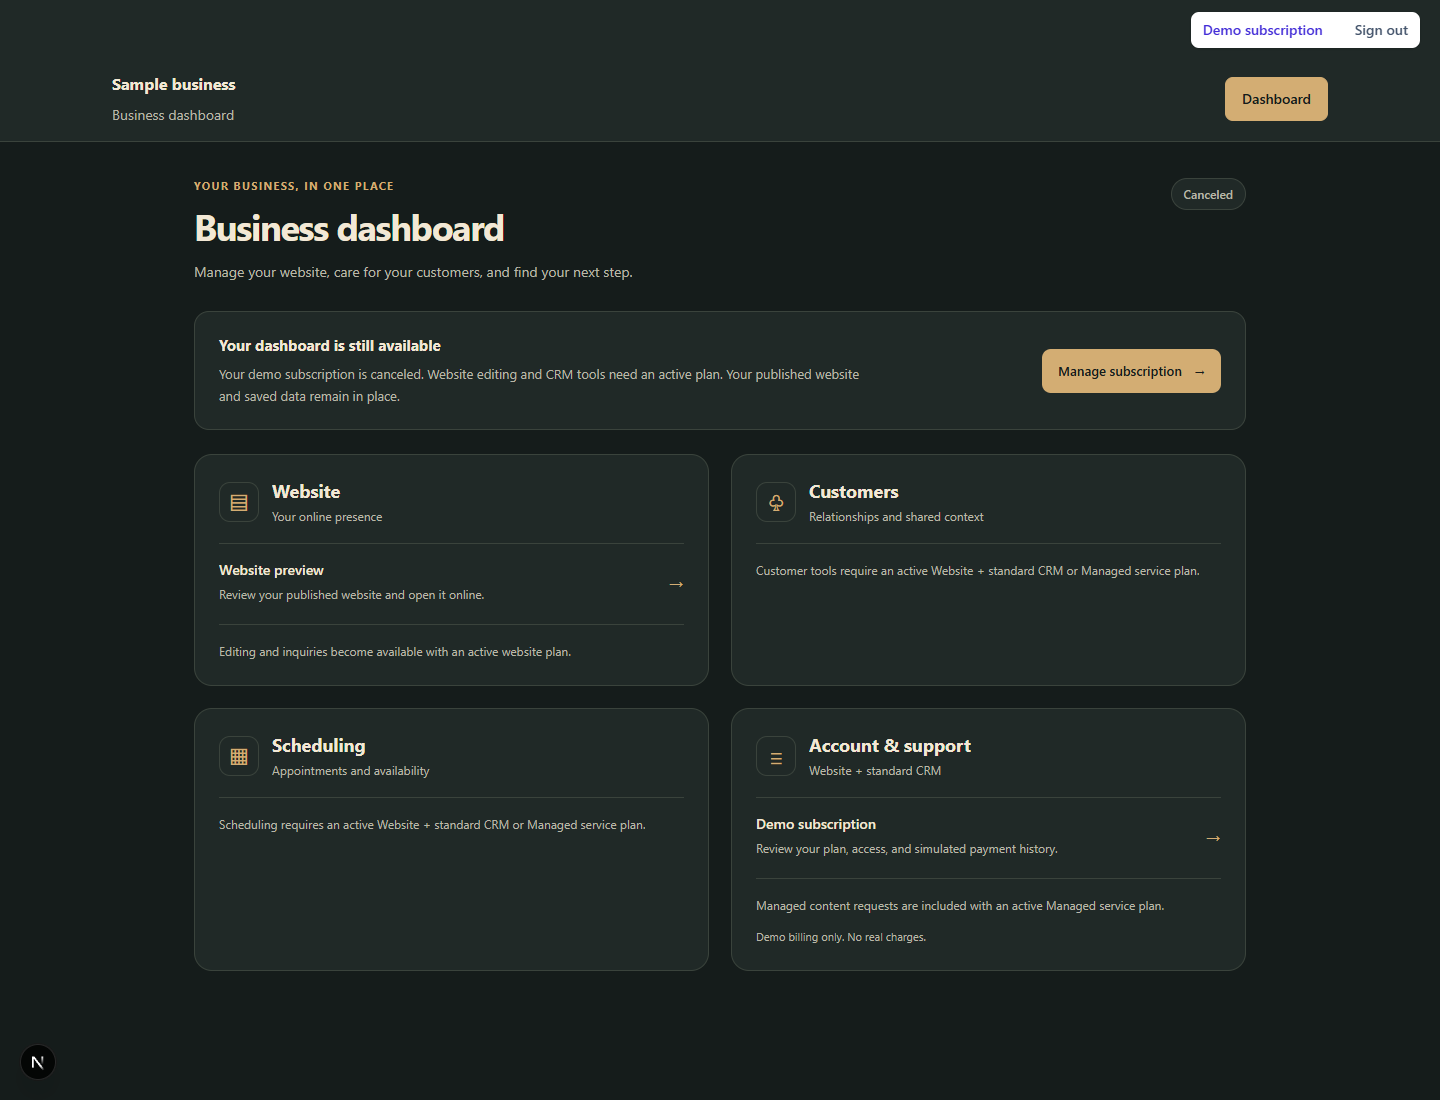 Demo subscription Sign out
Sample business
Business dashboard
Dashboard
YOUR BUSINESS, IN ONE PLACE
Canceled
Business dashboard
Manage your website, care for your customers, and find your next step.
Your dashboard is still available
Your demo subscription is canceled. Website editing and CRM tools need an active plan. Your published website
and saved data remain in place.
Manage subscription →
Website
Your online presence
Website preview
Review your published website and open it online.
→
Editing and inquiries become available with an active website plan.
Customers
Relationships and shared context
Customer tools require an active Website + standard CRM or Managed service plan.
Scheduling
Appointments and availability
Scheduling requires an active Website + standard CRM or Managed service plan.
Account & support
Website + standard CRM
Demo subscription
Review your plan, access, and simulated payment history.
→
Managed content requests are included with an active Managed service plan.
Demo billing only. No real charges.
N